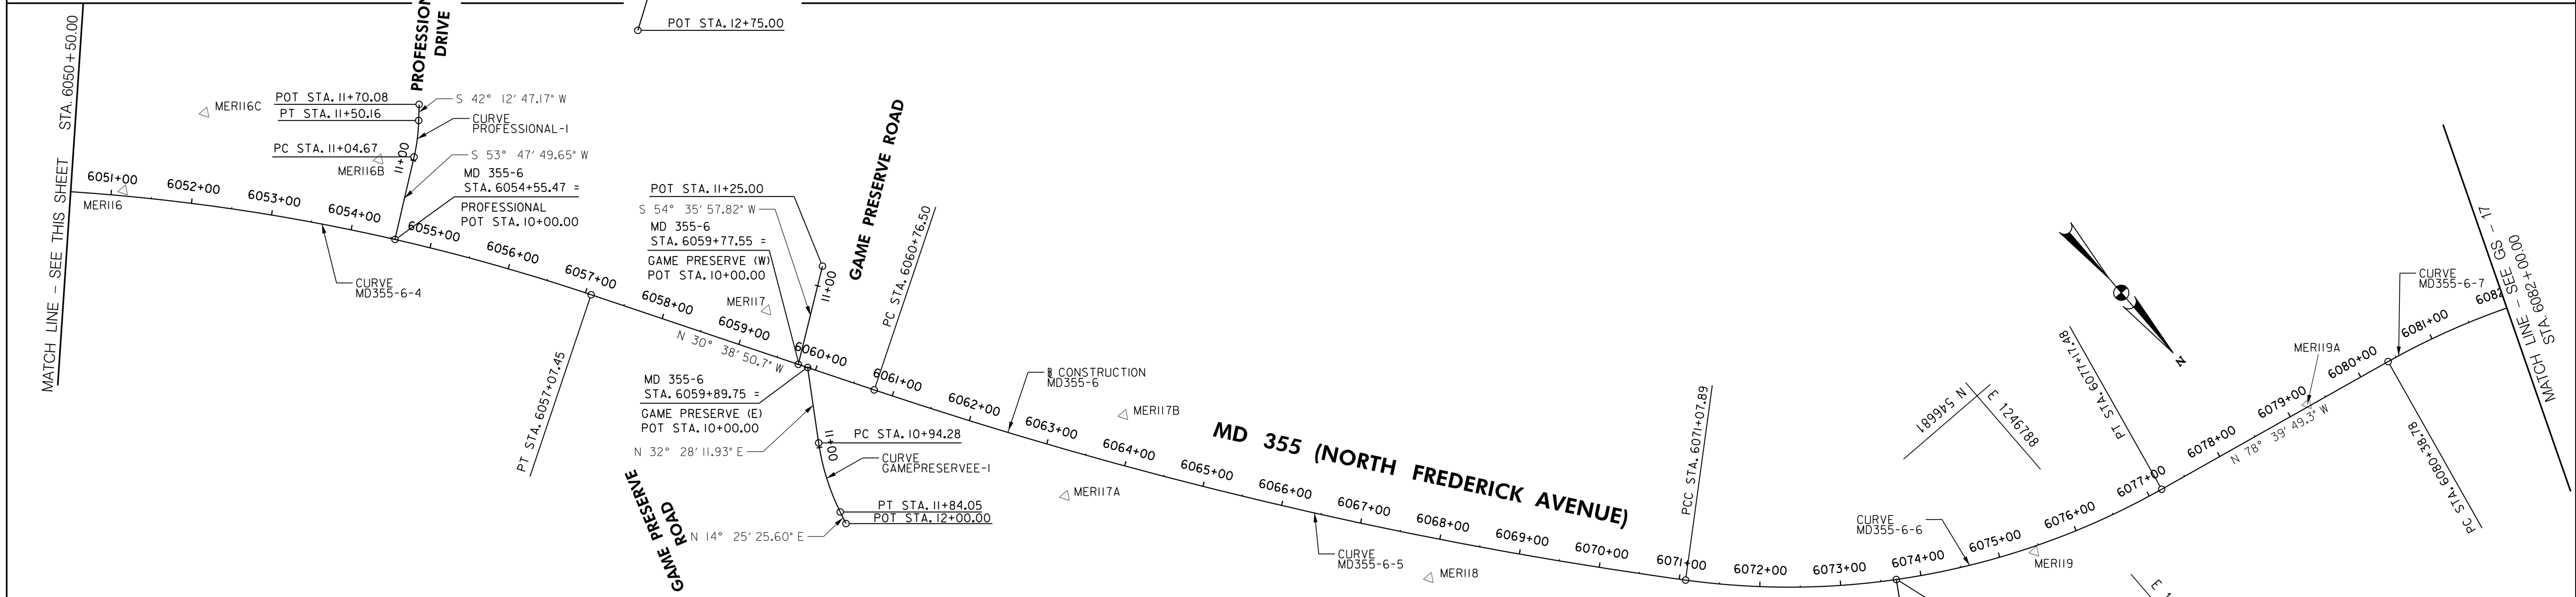 MATCH LINE - SEE THIS SHEET STA. 6050+50.00
PROFESSION
DRIVE
POT STA. 12+75.00
MER116C
POT STA. 11+70.08
PT STA. 11+50.16
S 42° 12' 47.17" W
CURVE
PROFESSIONAL-1
PC STA. 11+04.67
MER116B
11+00
S 53° 47' 49.65" W
MD 355-6
STA. 6054+55.47 =
PROFESSIONAL
POT STA. 10+00.00
MER116
6051+00
6052+00
6053+00
6054+00
6055+00
6056+00
6057+00
6058+00
6059+00
6060+00
6061+00
6062+00
6063+00
6064+00
6065+00
6066+00
6067+00
6068+00
6069+00
6070+00
6071+00
6072+00
6073+00
6074+00
6075+00
6076+00
6077+00
6078+00
6079+00
6080+00
6081+00
6082
CURVE
MD355-6-4
PT STA. 6057+07.45
POT STA. 11+25.00
S 54° 35' 57.82" W
MD 355-6
STA. 6059+77.55 =
GAME PRESERVE (W)
POT STA. 10+00.00
MER117
11+00
GAME PRESERVE ROAD
PC STA. 6060+76.50
N 30° 38' 50.7" W
MD 355-6
STA. 6059+89.75 =
GAME PRESERVE (E)
POT STA. 10+00.00
N 32° 28' 11.93" E
PC STA. 10+94.28
11+00
CURVE
GAMEPRESERVEE-1
PT STA. 11+84.05
POT STA. 12+00.00
N 14° 25' 25.60" E
GAME PRESERVE
ROAD
CONSTRUCTION
MD355-6
MER117B
MER117A
MD 355 (NORTH FREDERICK AVENUE)
CURVE
MD355-6-5
MER118
PCC STA. 6071+07.89
CURVE
MD355-6-6
MER119
N 546681
E 1246788
PT STA. 6077+17.48
N 78° 39' 49.3" W
MER119A
N
PC STA. 6080+38.78
CURVE
MD355-6-7
MATCH LINE - SEE GS - 17
STA. 6082+00.00